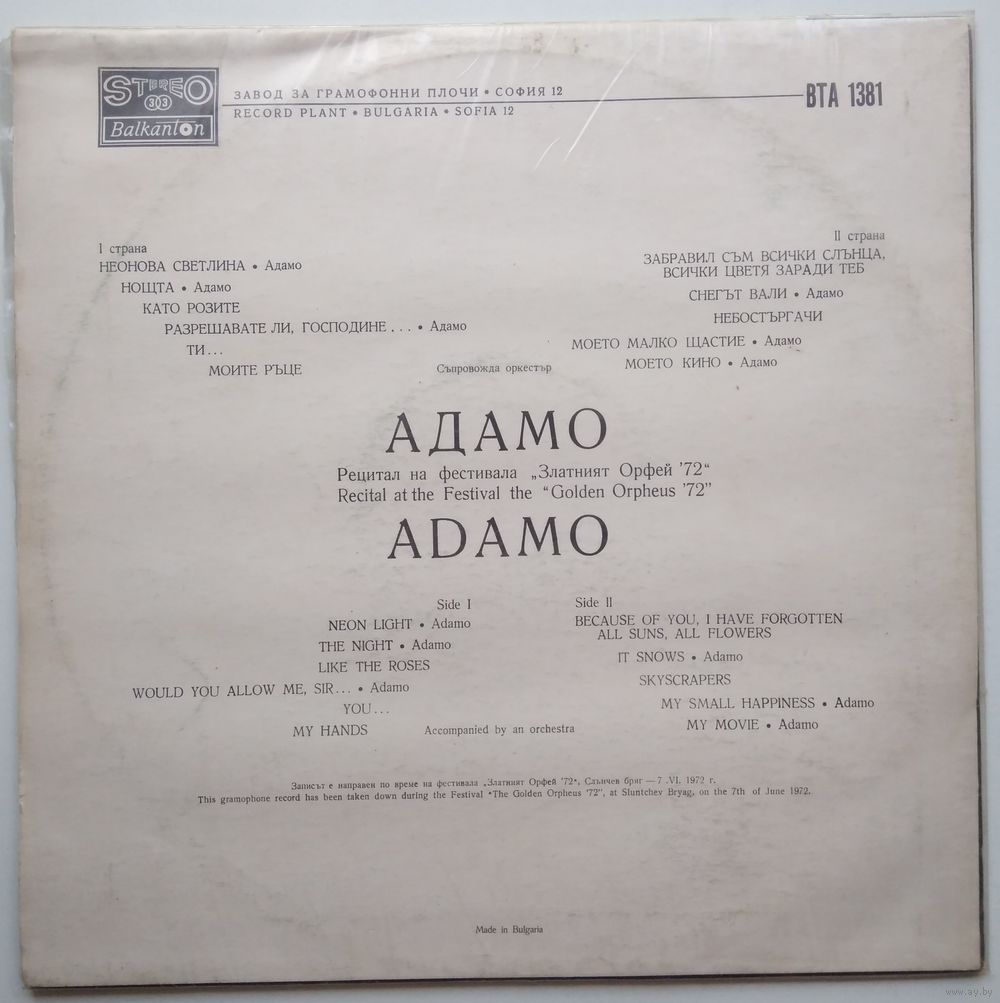 STEREO
33
Balkanton
ЗАВОД ЗА ГРАМОФОННИ ПЛОЧИ • СОФИЯ 12
RECORD PLANT • BULGARIA • SOFIA 12
ВТА 1381
I страна
НЕОНОВА СВЕТЛИНА • Адамо
НОЩТА • Адамо
КАТО РОЗИТЕ
РАЗРЕШАВАТЕ ЛИ, ГОСПОДИНЕ . . . • Адамо
ТИ . . .
МОИТЕ РЪЦЕ
Съпровожда оркестър
II страна
ЗАБРАВИЛ СЪМ ВСИЧКИ СЛЪНЦА,
ВСИЧКИ ЦВЕТЯ ЗАРАДИ ТЕБ
СНЕГЪТ ВАЛИ • Адамо
НЕБОСТЪРГАЧИ
МОЕТО МАЛКО ЩАСТИЕ • Адамо
МОЕТО КИНО • Адамо
АДАМО
Рецитал на фестивала „Златният Орфей '72“
Recital at the Festival the “Golden Orpheus '72”
ADAMO
Side I
NEON LIGHT • Adamo
THE NIGHT • Adamo
LIKE THE ROSES
WOULD YOU ALLOW ME, SIR . . . • Adamo
YOU . . .
MY HANDS
Accompanied by an orchestra
Side II
BECAUSE OF YOU, I HAVE FORGOTTEN
ALL SUNS, ALL FLOWERS
IT SNOWS • Adamo
SKYSCRAPERS
MY SMALL HAPPINESS • Adamo
MY MOVIE • Adamo
Записът е направен по време на фестивала „Златният Орфей '72“, Слънчев бряг — 7 .VI. 1972 г.
This gramophone record has been taken down during the Festival “The Golden Orpheus '72”, at Sluntchev Bryag, on the 7th of June 1972.
Made in Bulgaria
www.ay.by